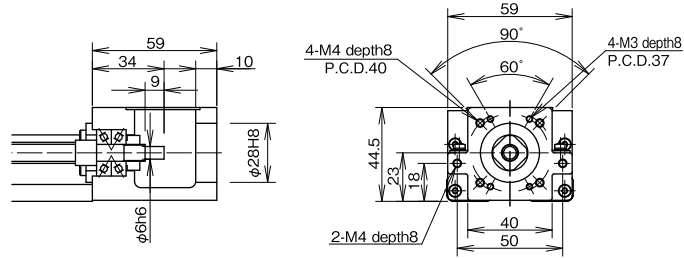 59
34
10
9
φ28H8
φ6h6
59
90°
4-M4 depth8
P.C.D.40
4-M3 depth8
P.C.D.37
60°
44.5
23
18
2-M4 depth8
40
50